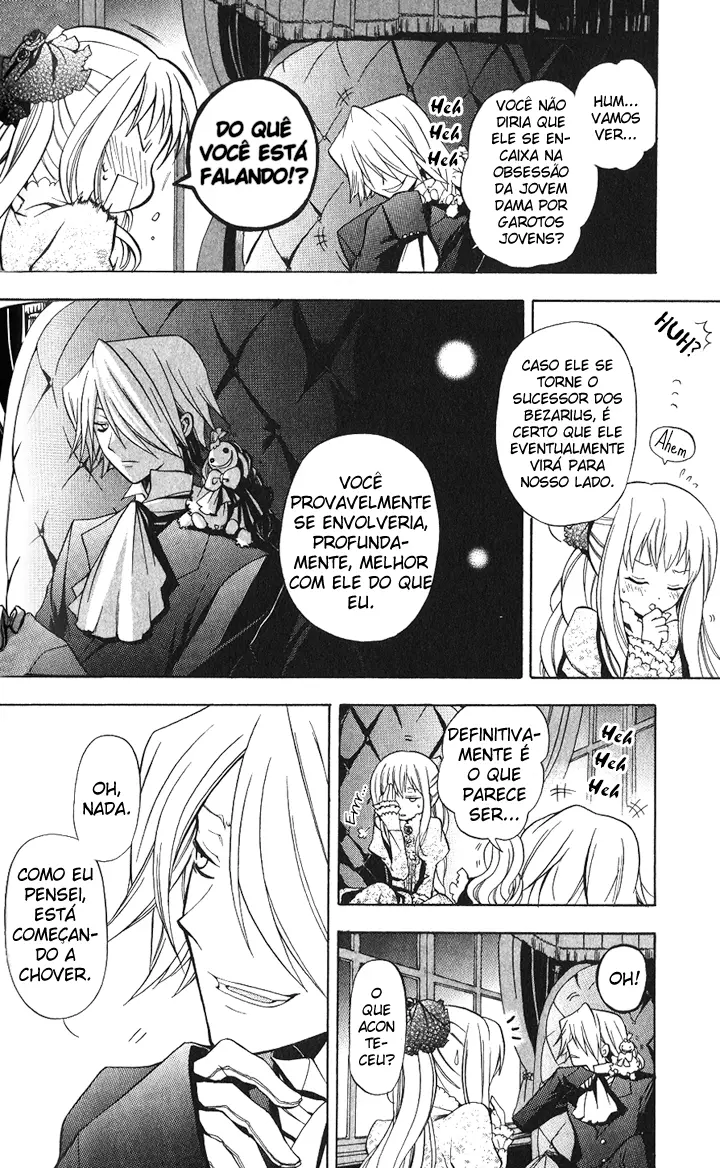 HUM...
VAMOS
VER...
VOCÊ NÃO
DIRIA QUE
ELE SE EN-
CAIXA NA
OBSESSÃO
DA JOVEM
DAMA POR
GAROTOS
JOVENS?
Heh
Heh
Heh
DO QUÊ
VOCÊ ESTÁ
FALANDO!?
HUH?
CASO ELE SE
TORNE O
SUCESSOR DOS
BEZARIUS, É
CERTO QUE ELE
EVENTUALMENTE
VIRÁ PARA
NOSSO LADO.
Ahem
VOCÊ
PROVAVELMENTE
SE ENVOLVERIA,
PROFUNDA-
MENTE, MELHOR
COM ELE DO QUE
EU.
Heh
Heh
Heh
DEFINITIVA-
MENTE É
O QUE
PARECE
SER...
Errr...
OH!
O
QUE
ACON
TE-
CEU?
OH,
NADA.
COMO EU
PENSEI,
ESTÁ
COMEÇAN-
DO A
CHOVER.